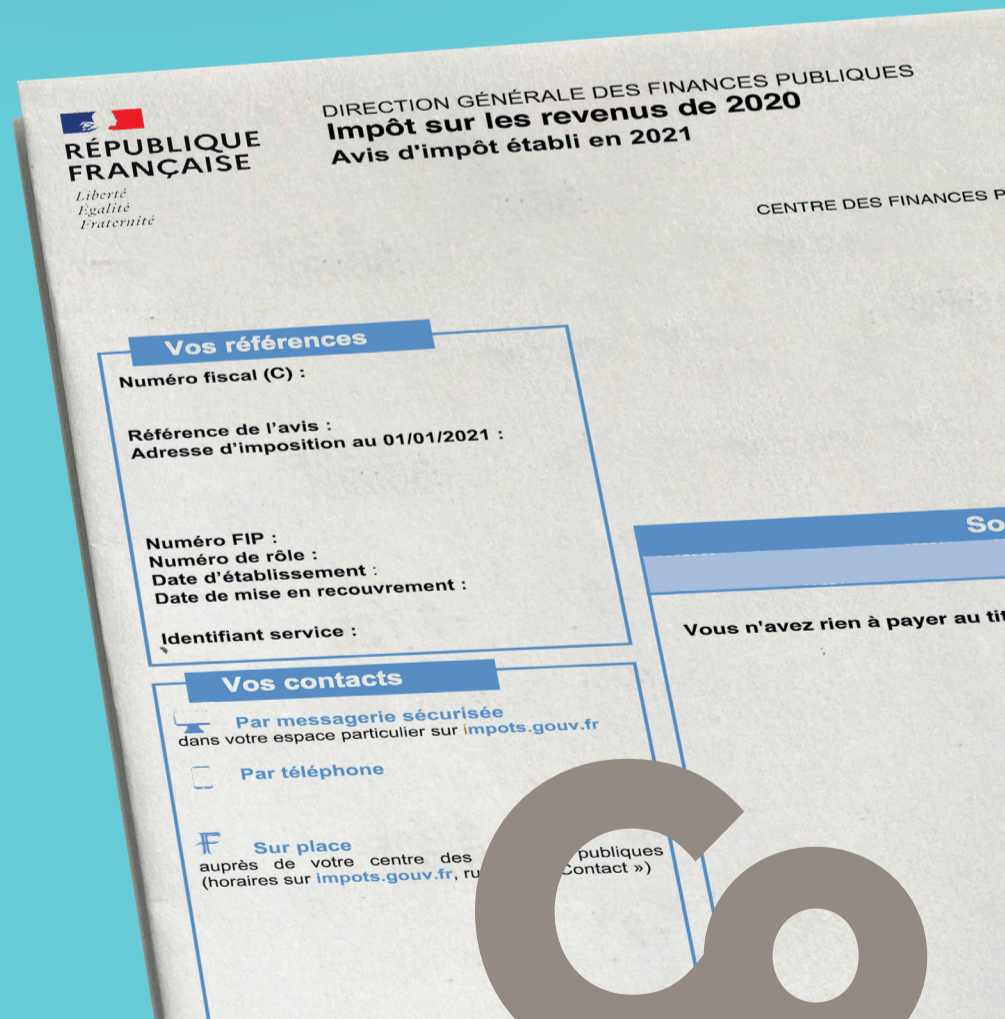 RÉPUBLIQUE
FRANÇAISE
Liberté
Égalité
Fraternité
DIRECTION GÉNÉRALE DES FINANCES PUBLIQUES
Impôt sur les revenus de 2020
Avis d'impôt établi en 2021
CENTRE DES FINANCES
Vos références
Numéro fiscal (C) :
Référence de l'avis :
Adresse d'imposition au 01/01/2021 :
Numéro FIP :
Numéro de rôle :
Date d'établissement :
Date de mise en recouvrement :
Identifiant service :
Vous n'avez rien à payer au
Vos contacts
Par messagerie sécurisée
dans votre espace particulier sur impots.gouv.fr
Par téléphone
Sur place
auprès de votre centre des publiques
(horaires sur impots.gouv.fr, Contact »)